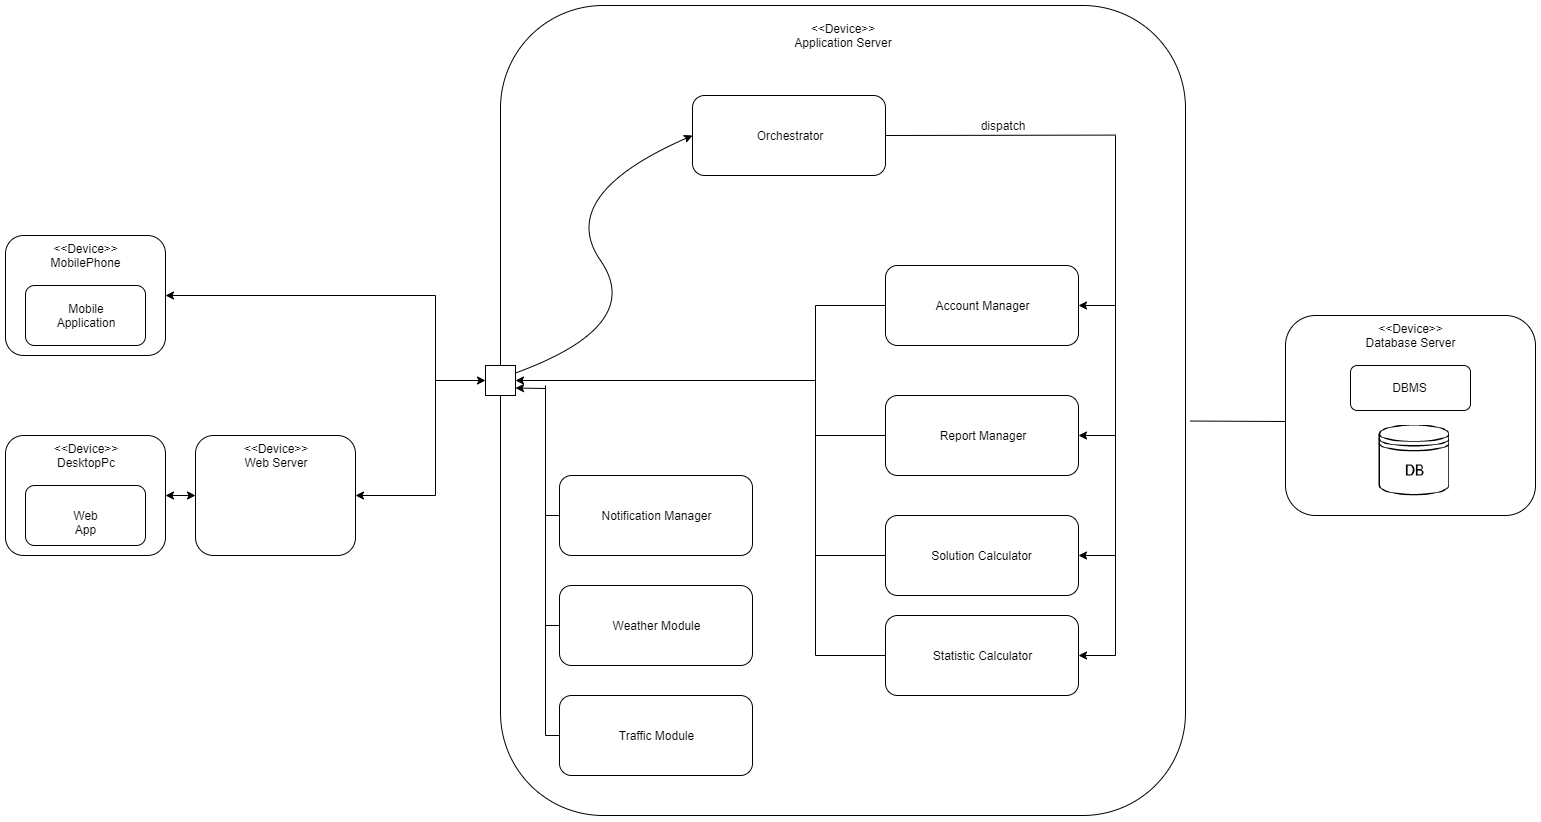 <<Device>>
Application Server
Orchestrator
dispatch
<<Device>>
MobilePhone
Mobile
Application
Account Manager
<<Device>>
Database Server
DBMS
DB
<<Device>>
DesktopPc
Web
App
<<Device>>
Web Server
Report Manager
Notification Manager
Solution Calculator
Weather Module
Statistic Calculator
Traffic Module